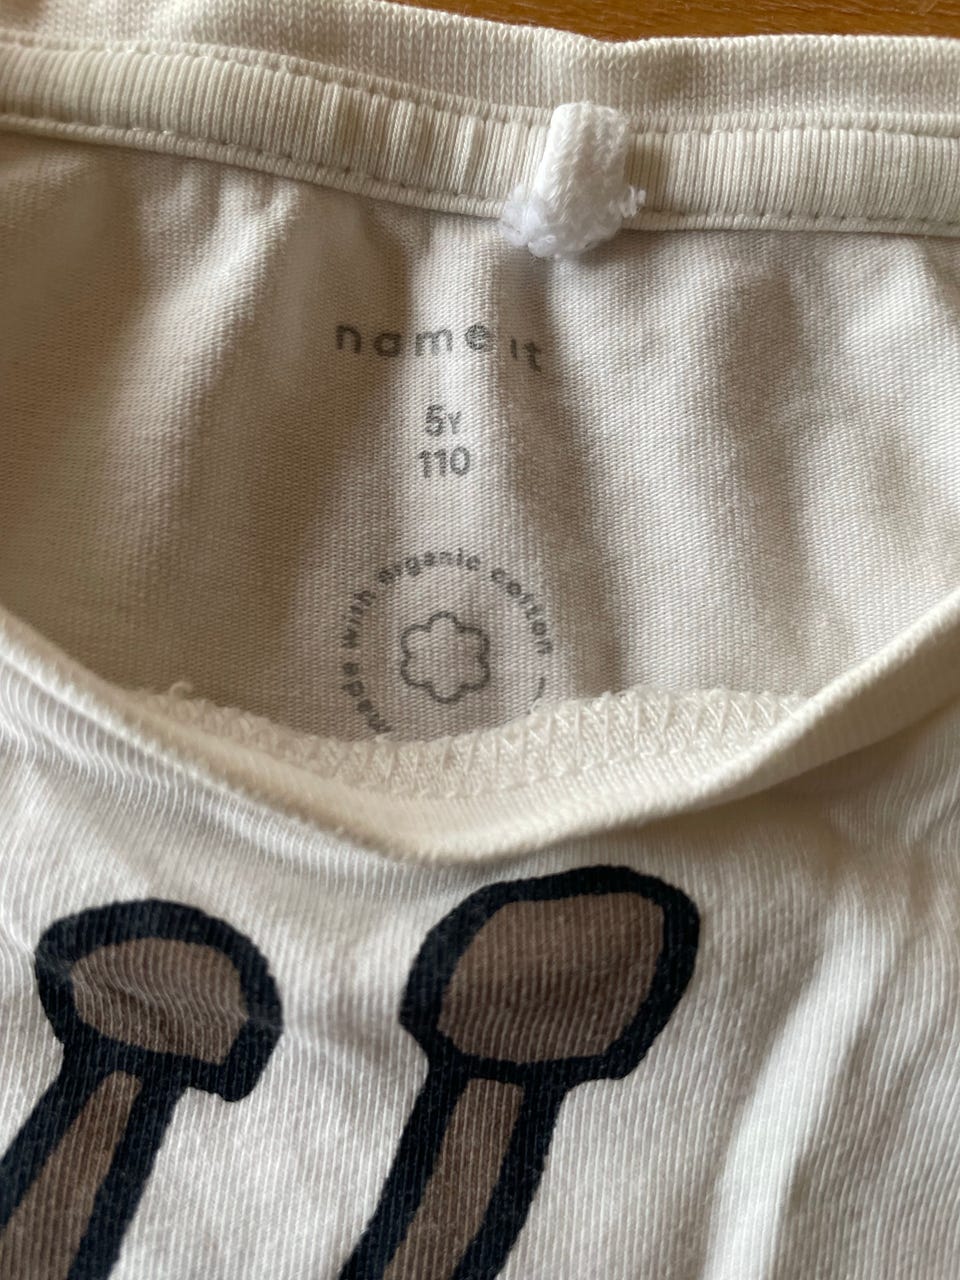 name it
5Y
110
made with organic cotton